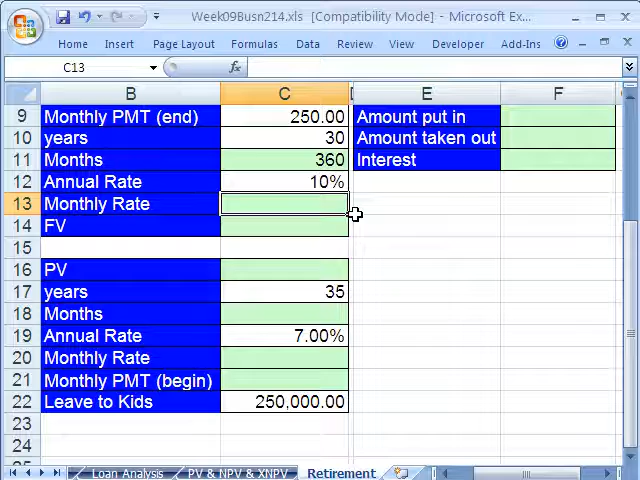 Week09Busn214.xls [Compatibility Mode] - Microsoft Ex...
Home Insert Page Layout Formulas Data Review View Developer Add-Ins
C13 fx
B C D E F
9 Monthly PMT (end) 250.00 Amount put in
10 years 30 Amount taken out
11 Months 360 Interest
12 Annual Rate 10%
13 Monthly Rate
14 FV
15
16 PV
17 years 35
18 Months
19 Annual Rate 7.00%
20 Monthly Rate
21 Monthly PMT (begin)
22 Leave to Kids 250,000.00
23
24
Loan Analysis PV & NPV & XNPV Retirement